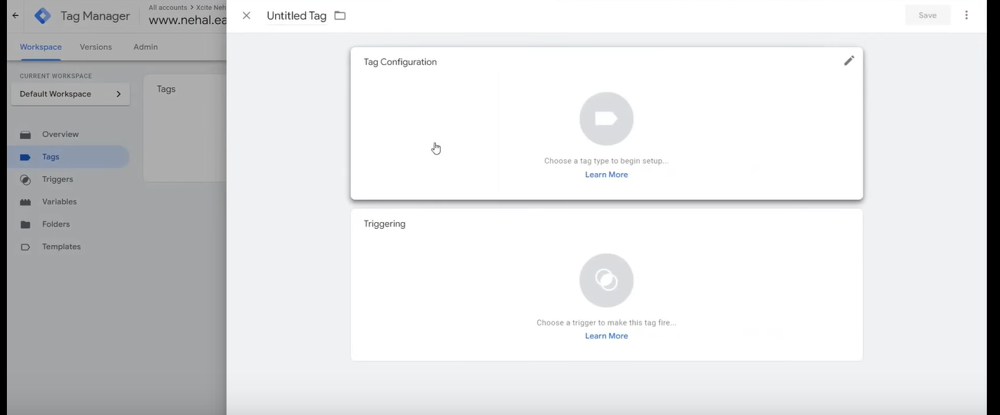 Tag Manager
All accounts > Xcite Neh
www.nehal.ea
Untitled Tag
Save
Workspace
Versions
Admin
CURRENT WORKSPACE
Default Workspace
Overview
Tags
Triggers
Variables
Folders
Templates
Tags
Tag Configuration
Choose a tag type to begin setup...
Learn More
Triggering
Choose a trigger to make this tag fire...
Learn More